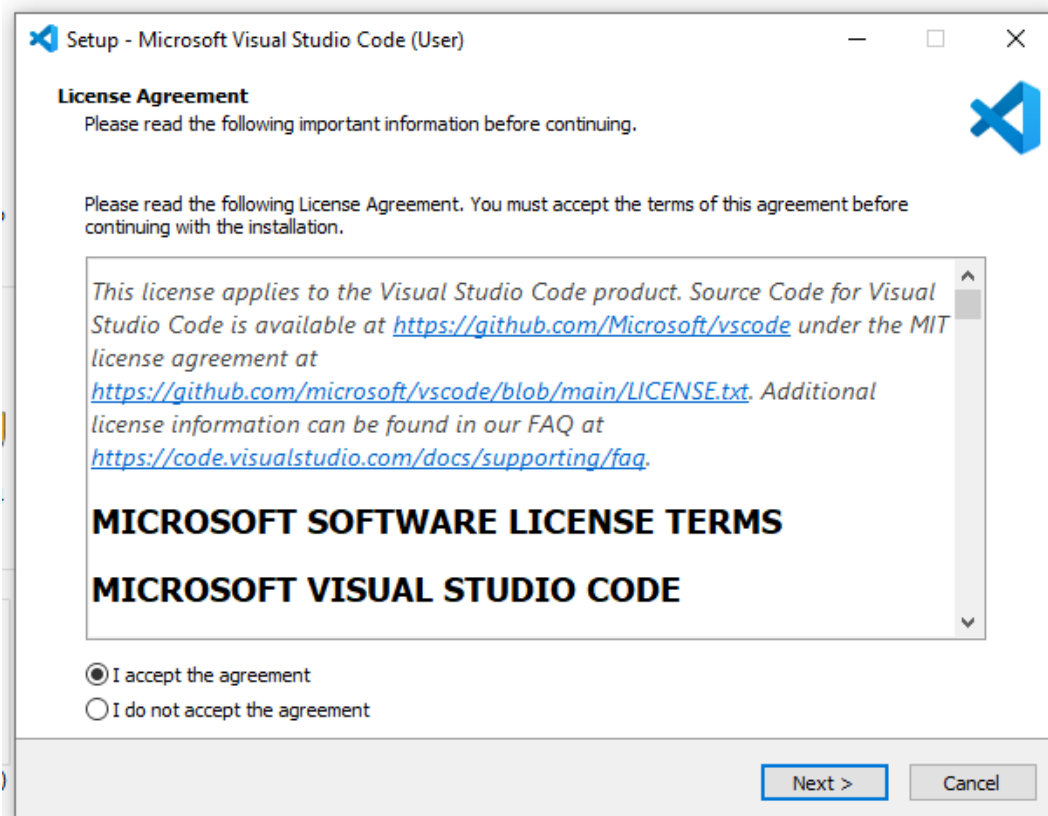 Setup - Microsoft Visual Studio Code (User)
License Agreement
Please read the following important information before continuing.
Please read the following License Agreement. You must accept the terms of this agreement before
continuing with the installation.
This license applies to the Visual Studio Code product. Source Code for Visual
Studio Code is available at https://github.com/Microsoft/vscode under the MIT
license agreement at
https://github.com/microsoft/vscode/blob/main/LICENSE.txt. Additional
license information can be found in our FAQ at
https://code.visualstudio.com/docs/supporting/faq.
MICROSOFT SOFTWARE LICENSE TERMS
MICROSOFT VISUAL STUDIO CODE
I accept the agreement
I do not accept the agreement
Next >
Cancel